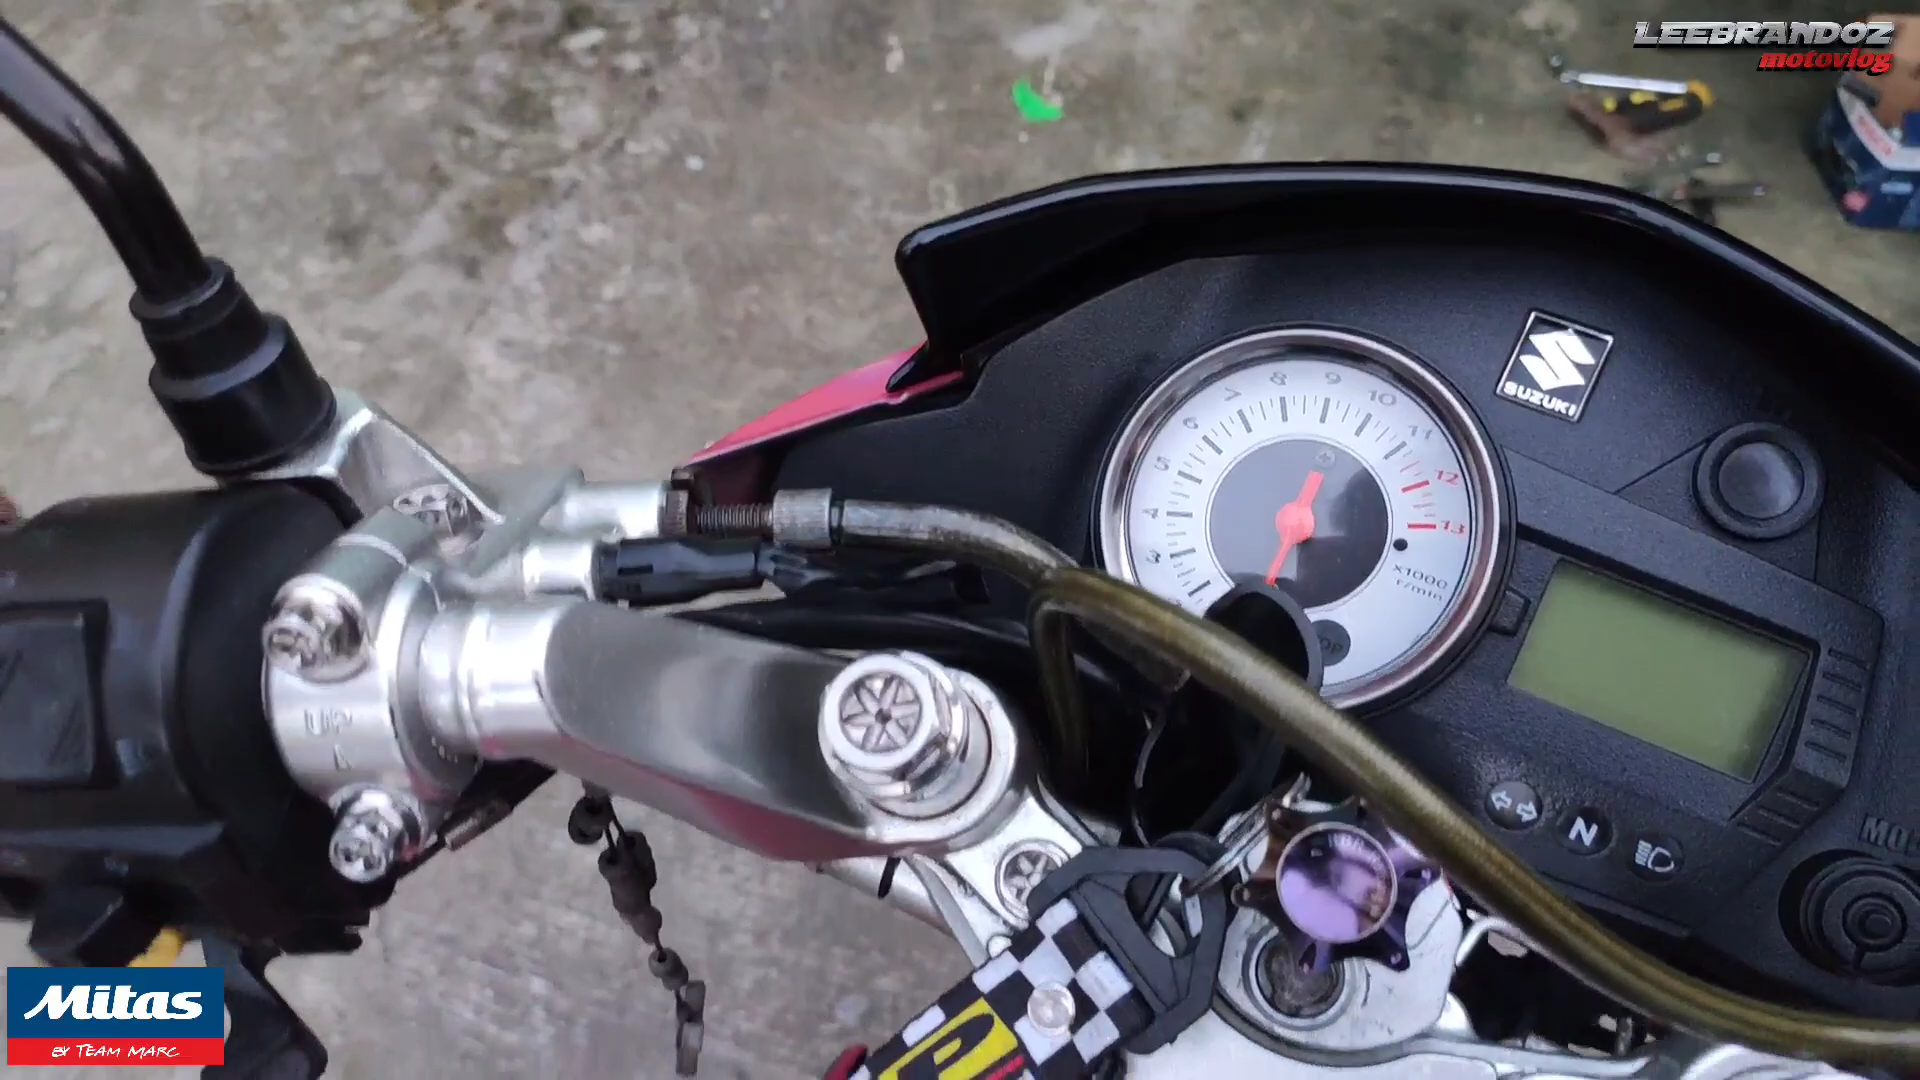 LEEBRANDOZ
motovlog
SUZUKI
3
4
5
6
7
8
9
10
11
12
13
x1000
r/min
N
UP
Mitas
BY TEAM MARC